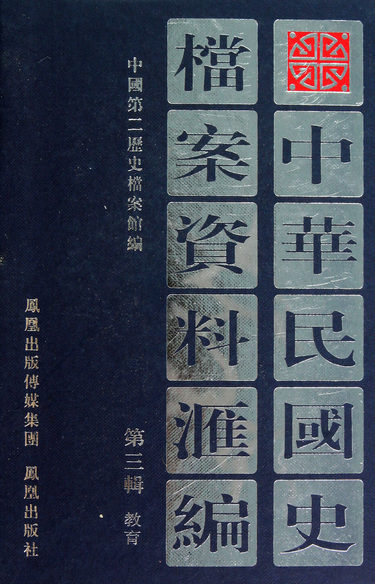 中華民國史
檔案資料滙編
中國第二歷史檔案館編
第三輯 教育
鳳凰出版傳媒集團 鳳凰出版社